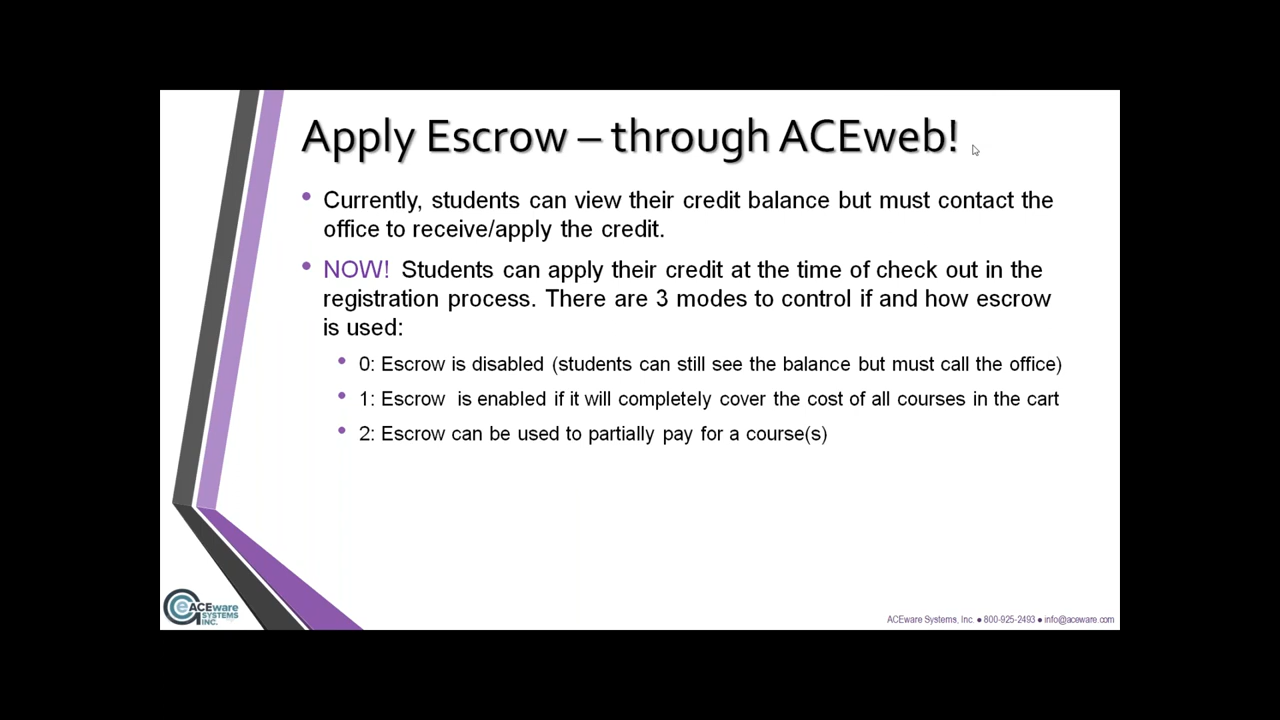 Apply Escrow – through ACEweb!
• Currently, students can view their credit balance but must contact the
office to receive/apply the credit.
• NOW! Students can apply their credit at the time of check out in the
registration process. There are 3 modes to control if and how escrow
is used:
• 0: Escrow is disabled (students can still see the balance but must call the office)
• 1: Escrow is enabled if it will completely cover the cost of all courses in the cart
• 2: Escrow can be used to partially pay for a course(s)
ACEware
SYSTEMS
INC.
ACEware Systems, Inc. ● 800-925-2493 ● info@aceware.com